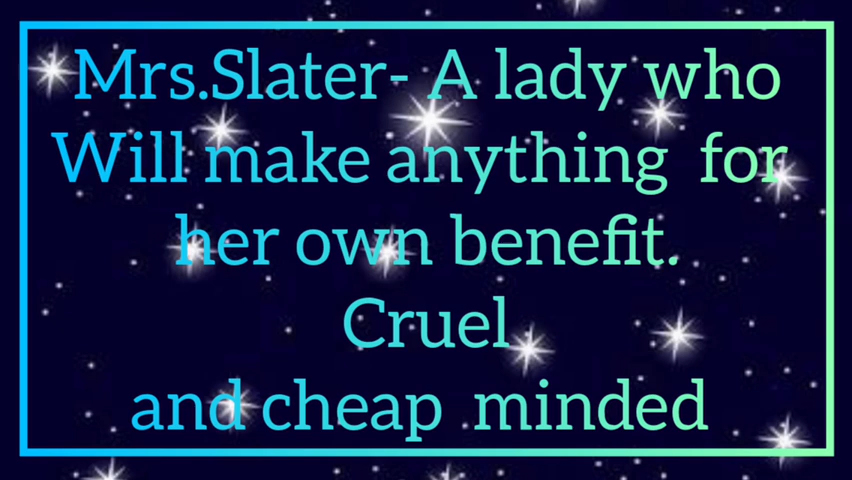 Mrs.Slater- A lady who
Will make anything for
her own benefit.
Cruel
and cheap minded